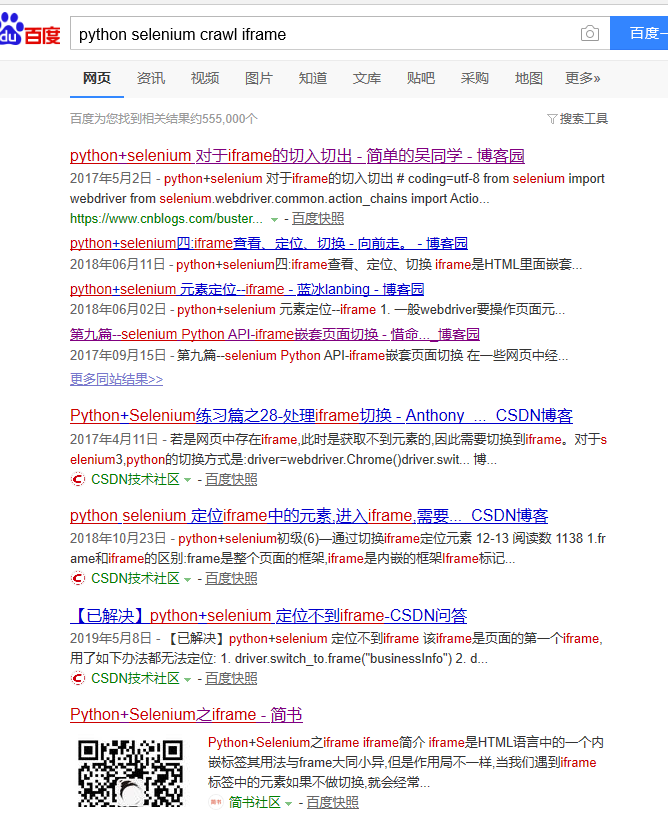 du百度
python selenium crawl iframe
百度一
网页 资讯 视频 图片 知道 文库 贴吧 采购 地图 更多»
百度为您找到相关结果约555,000个 搜索工具
python+selenium 对于iframe的切入切出 - 简单的吴同学 - 博客园
2017年5月2日 - python+selenium 对于iframe的切入切出 # coding=utf-8 from selenium import
webdriver from selenium.webdriver.common.action_chains import Actio...
https://www.cnblogs.com/buster... - 百度快照
python+selenium四:iframe查看、定位、切换 - 向前走。 - 博客园
2018年06月11日 - python+selenium四:iframe查看、定位、切换 iframe是HTML里面嵌套...
python+selenium 元素定位--iframe - 蓝冰lanbing - 博客园
2018年06月02日 - python+selenium 元素定位--iframe 1. 一般webdriver要操作页面元...
第九篇--selenium Python API-iframe嵌套页面切换 - 惜命..._博客园
2017年09月15日 - 第九篇--selenium Python API-iframe嵌套页面切换 在一些网页中经...
更多同站结果>>
Python+Selenium练习篇之28-处理iframe切换 - Anthony_..._CSDN博客
2017年4月11日 - 若是网页中存在iframe,此时是获取不到元素的,因此需要切换到iframe。对于s
elenium3,python的切换方式是:driver=webdriver.Chrome()driver.swit... 博...
CSDN技术社区 - 百度快照
python selenium 定位iframe中的元素,进入iframe,需要..._CSDN博客
2018年10月23日 - python+selenium初级(6)—通过切换iframe定位元素 12-13 阅读数 1138 1.fr
ame和iframe的区别:frame是整个页面的框架,iframe是内嵌的框架Iframe标记...
CSDN技术社区 - 百度快照
【已解决】python+selenium 定位不到iframe-CSDN问答
2019年5月8日 - 【已解决】python+selenium 定位不到iframe 该iframe是页面的第一个iframe,
用了如下办法都无法定位: 1. driver.switch_to.frame("businessInfo") 2. d...
CSDN技术社区 - 百度快照
Python+Selenium之iframe - 简书
Python+Selenium之iframe iframe简介 iframe是HTML语言中的一个内
嵌标签其用法与frame大同小异,但是作用局不一样,当我们遇到iframe
标签中的元素如果不做切换,就会经常...
简书 简书社区 - 百度快照